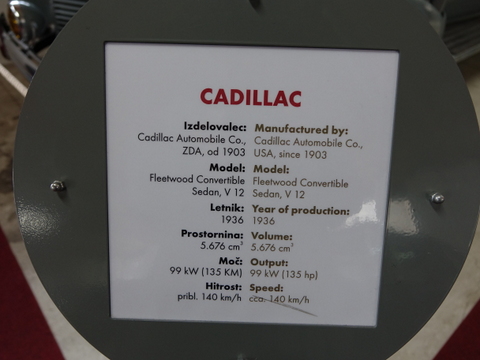 CADILLAC
Izdelovalec: Manufactured by:
Cadillac Automobile Co., Cadillac Automobile Co.,
ZDA, od 1903 USA, since 1903
Model: Model:
Fleetwood Convertible Fleetwood Convertible
Sedan, V 12 Sedan, V 12
Letnik: Year of production:
1936 1936
Prostornina: Volume:
5.676 cm³ 5.676 cm³
Moč: Output:
99 kW (135 KM) 99 kW (135 hp)
Hitrost: Speed:
pribl. 140 km/h cca. 140 km/h